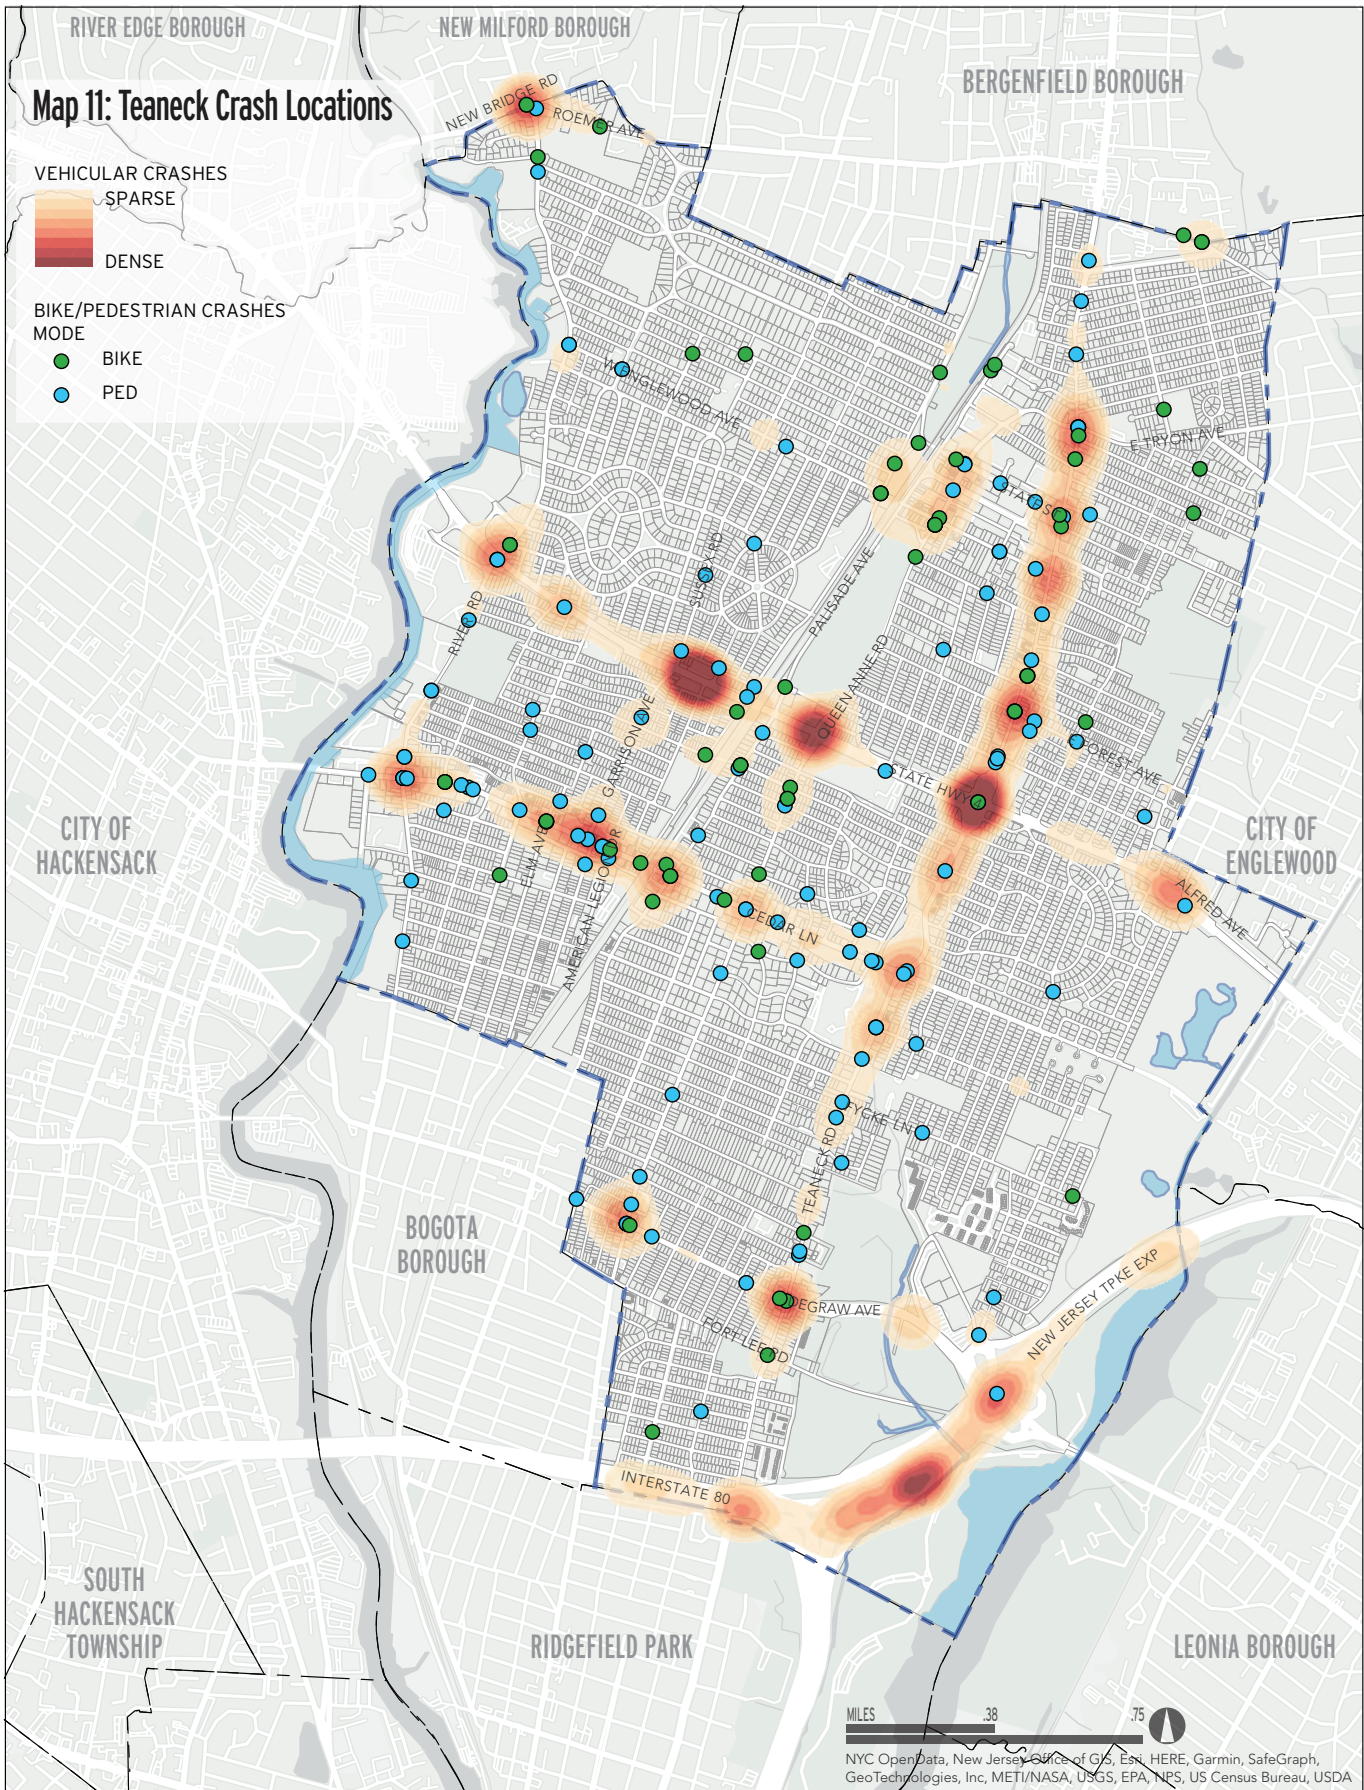 RIVER EDGE BOROUGH
NEW MILFORD BOROUGH
BERGENFIELD BOROUGH
Map 11: Teaneck Crash Locations
VEHICULAR CRASHES
SPARSE
DENSE
BIKE/PEDESTRIAN CRASHES
MODE
BIKE
PED
NEW BRIDGE RD
ROEMER AVE
W ENGLEWOOD AVE
E TRYON AVE
STATE ST
SUSSEX RD
PALISADE AVE
RIVER RD
QUEEN ANNE RD
GARRISON AVE
STATE HWY 4
FOREST AVE
CITY OF
HACKENSACK
CITY OF
ENGLEWOOD
ELM AVE
AMERICAN LEGION DR
CEDAR LN
ALFRED AVE
FYCKE LN
TEANECK RD
BOGOTA
BOROUGH
DEGRAW AVE
FORT LEE RD
NEW JERSEY TPKE EXP
INTERSTATE 80
SOUTH
HACKENSACK
TOWNSHIP
RIDGEFIELD PARK
LEONIA BOROUGH
MILES
.38
.75
NYC OpenData, New Jersey Office of GIS, Esri, HERE, Garmin, SafeGraph,
GeoTechnologies, Inc, METI/NASA, USGS, EPA, NPS, US Census Bureau, USDA